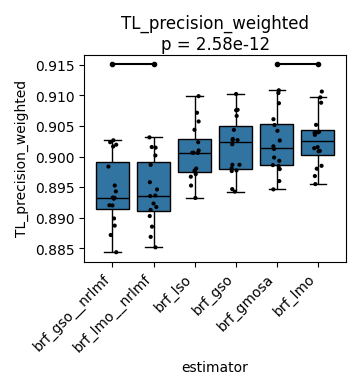 TL_precision_weighted
p = 2.58e-12
TL_precision_weighted
0.915
0.910
0.905
0.900
0.895
0.890
0.885
brf_gso__nrlmf
brf_lmo__nrlmf
brf_lso
brf_gso
brf_gmosa
brf_lmo
estimator